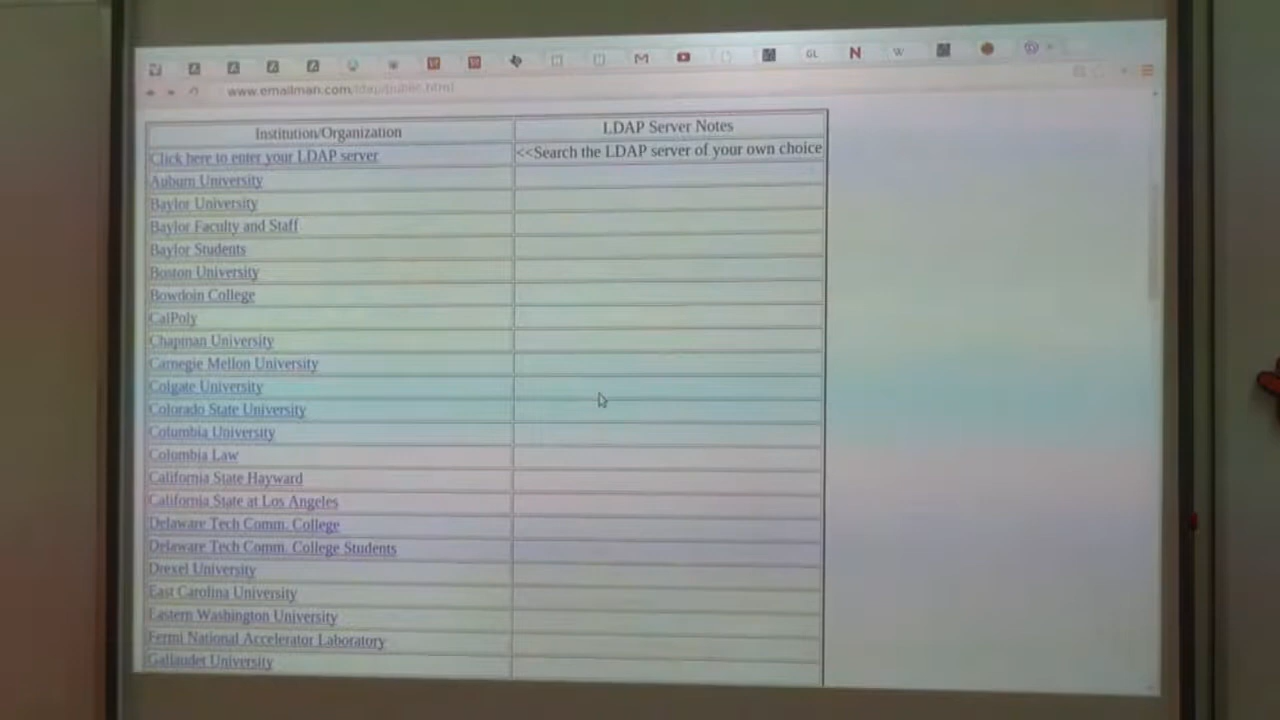 www.emailman.com/ldap/public.html
Institution/Organization LDAP Server Notes
Click here to enter your LDAP server <<Search the LDAP server of your own choice
Auburn University
Baylor University
Baylor Faculty and Staff
Baylor Students
Boston University
Bowdoin College
CalPoly
Chapman University
Carnegie Mellon University
Colgate University
Colorado State University
Columbia University
Columbia Law
California State Hayward
California State at Los Angeles
Delaware Tech Comm. College
Delaware Tech Comm. College Students
Drexel University
East Carolina University
Eastern Washington University
Fermi National Accelerator Laboratory
Gallaudet University